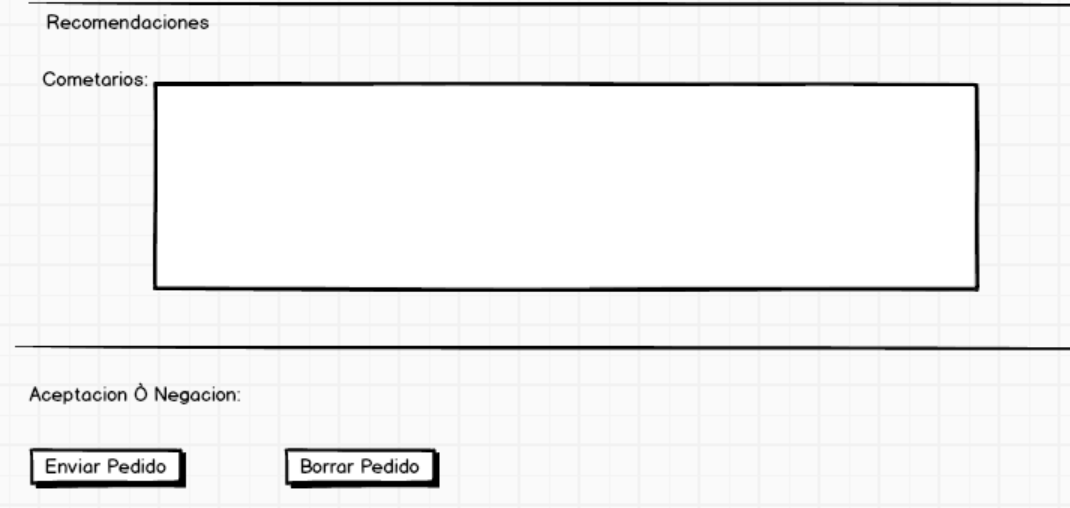 Recomendaciones
Cometarios:
Aceptacion Ò Negacion:
Enviar Pedido
Borrar Pedido